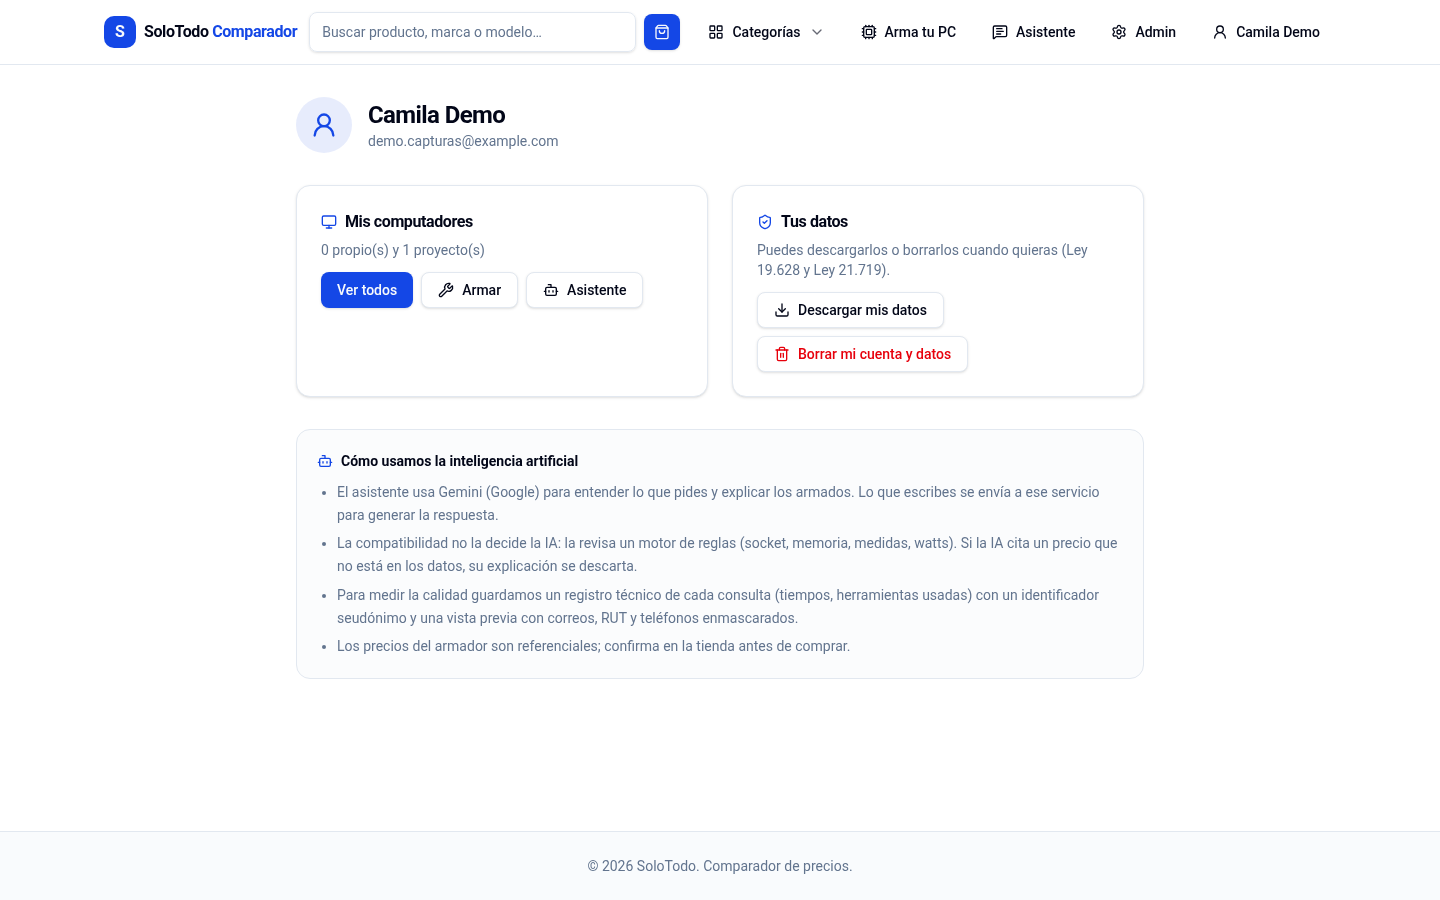 S SoloTodo Comparador
Buscar producto, marca o modelo...
Categorías
Arma tu PC
Asistente
Admin
Camila Demo
Camila Demo
demo.capturas@example.com
Mis computadores
0 propio(s) y 1 proyecto(s)
Ver todos
Armar
Asistente
Tus datos
Puedes descargarlos o borrarlos cuando quieras (Ley
19.628 y Ley 21.719).
Descargar mis datos
Borrar mi cuenta y datos
Cómo usamos la inteligencia artificial
• El asistente usa Gemini (Google) para entender lo que pides y explicar los armados. Lo que escribes se envía a ese servicio
para generar la respuesta.
• La compatibilidad no la decide la IA: la revisa un motor de reglas (socket, memoria, medidas, watts). Si la IA cita un precio que
no está en los datos, su explicación se descarta.
• Para medir la calidad guardamos un registro técnico de cada consulta (tiempos, herramientas usadas) con un identificador
seudónimo y una vista previa con correos, RUT y teléfonos enmascarados.
• Los precios del armador son referenciales; confirma en la tienda antes de comprar.
© 2026 SoloTodo. Comparador de precios.